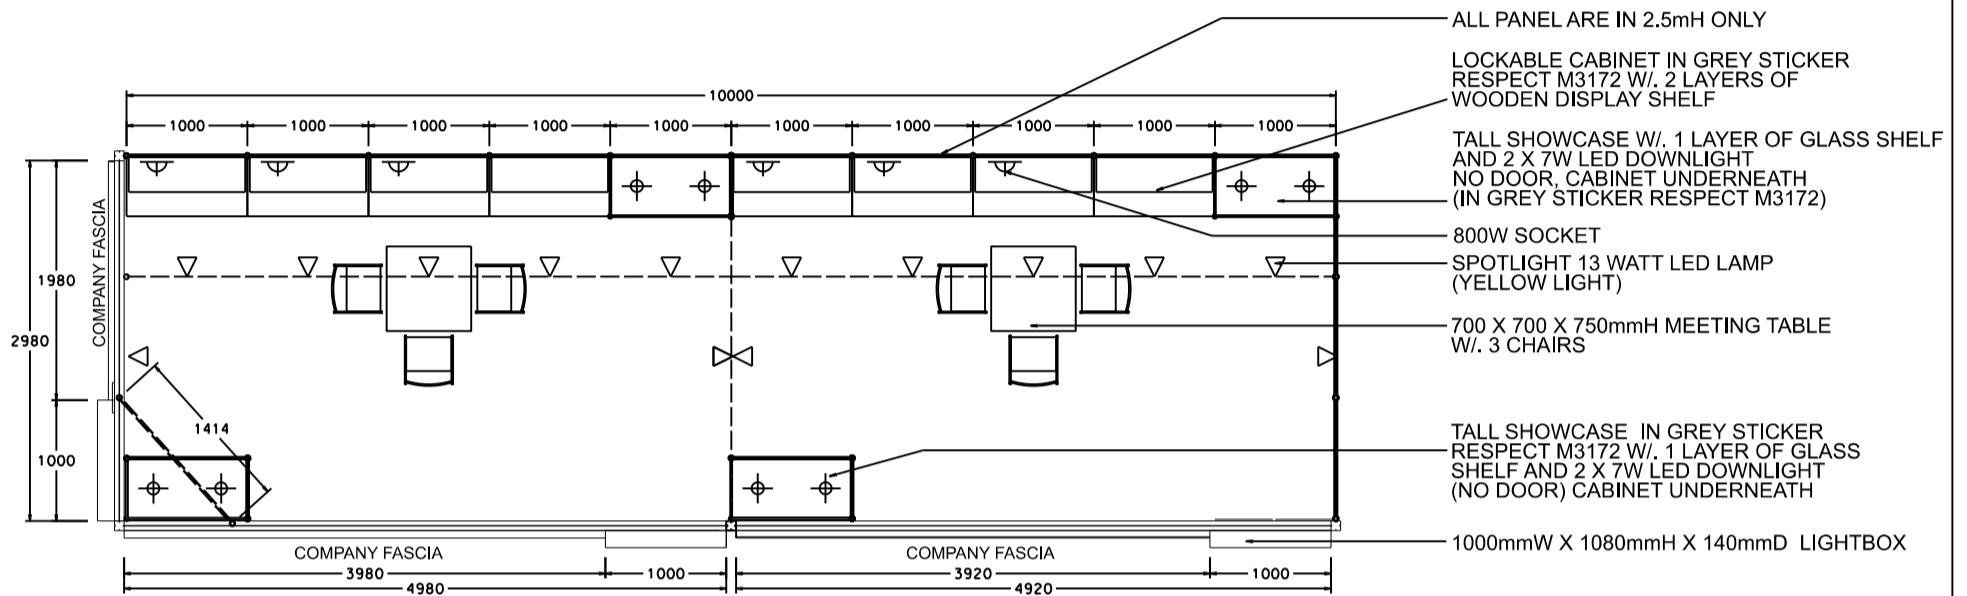 ALL PANEL ARE IN 2.5mH ONLY
LOCKABLE CABINET IN GREY STICKER
RESPECT M3172 W/. 2 LAYERS OF
WOODEN DISPLAY SHELF
TALL SHOWCASE W/. 1 LAYER OF GLASS SHELF
AND 2 X 7W LED DOWNLIGHT
NO DOOR, CABINET UNDERNEATH
(IN GREY STICKER RESPECT M3172)
800W SOCKET
SPOTLIGHT 13 WATT LED LAMP
(YELLOW LIGHT)
700 X 700 X 750mmH MEETING TABLE
W/. 3 CHAIRS
TALL SHOWCASE IN GREY STICKER
RESPECT M3172 W/. 1 LAYER OF GLASS
SHELF AND 2 X 7W LED DOWNLIGHT
(NO DOOR) CABINET UNDERNEATH
1000mmW X 1080mmH X 140mmD LIGHTBOX
10000
1000 1000 1000 1000 1000 1000 1000 1000 1000 1000
COMPANY FASCIA
1980
2980
1000
1414
COMPANY FASCIA
COMPANY FASCIA
3980 1000 3920 1000
4980 4920